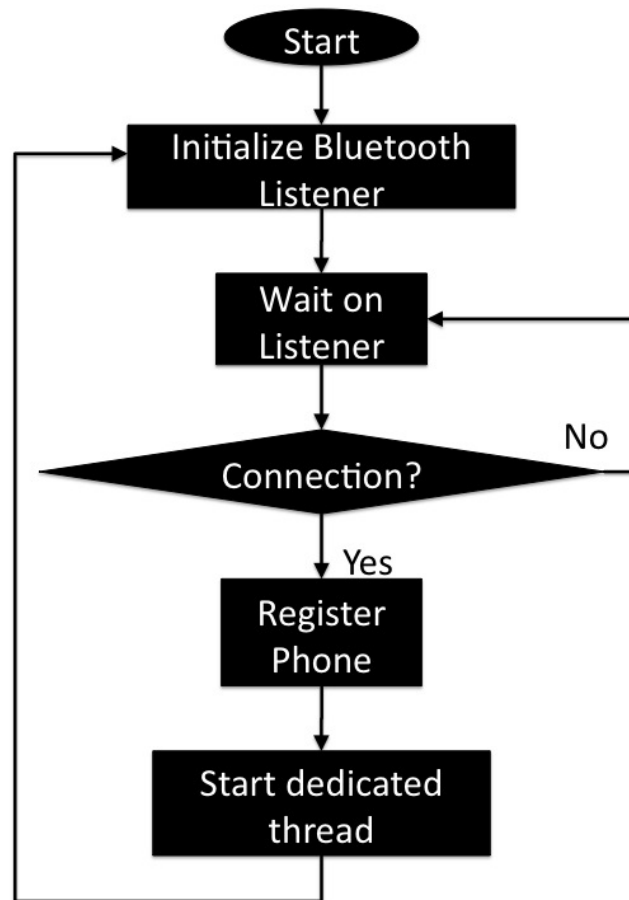 Start
Initialize Bluetooth
Listener
Wait on
Listener
No
Connection?
Yes
Register
Phone
Start dedicated
thread